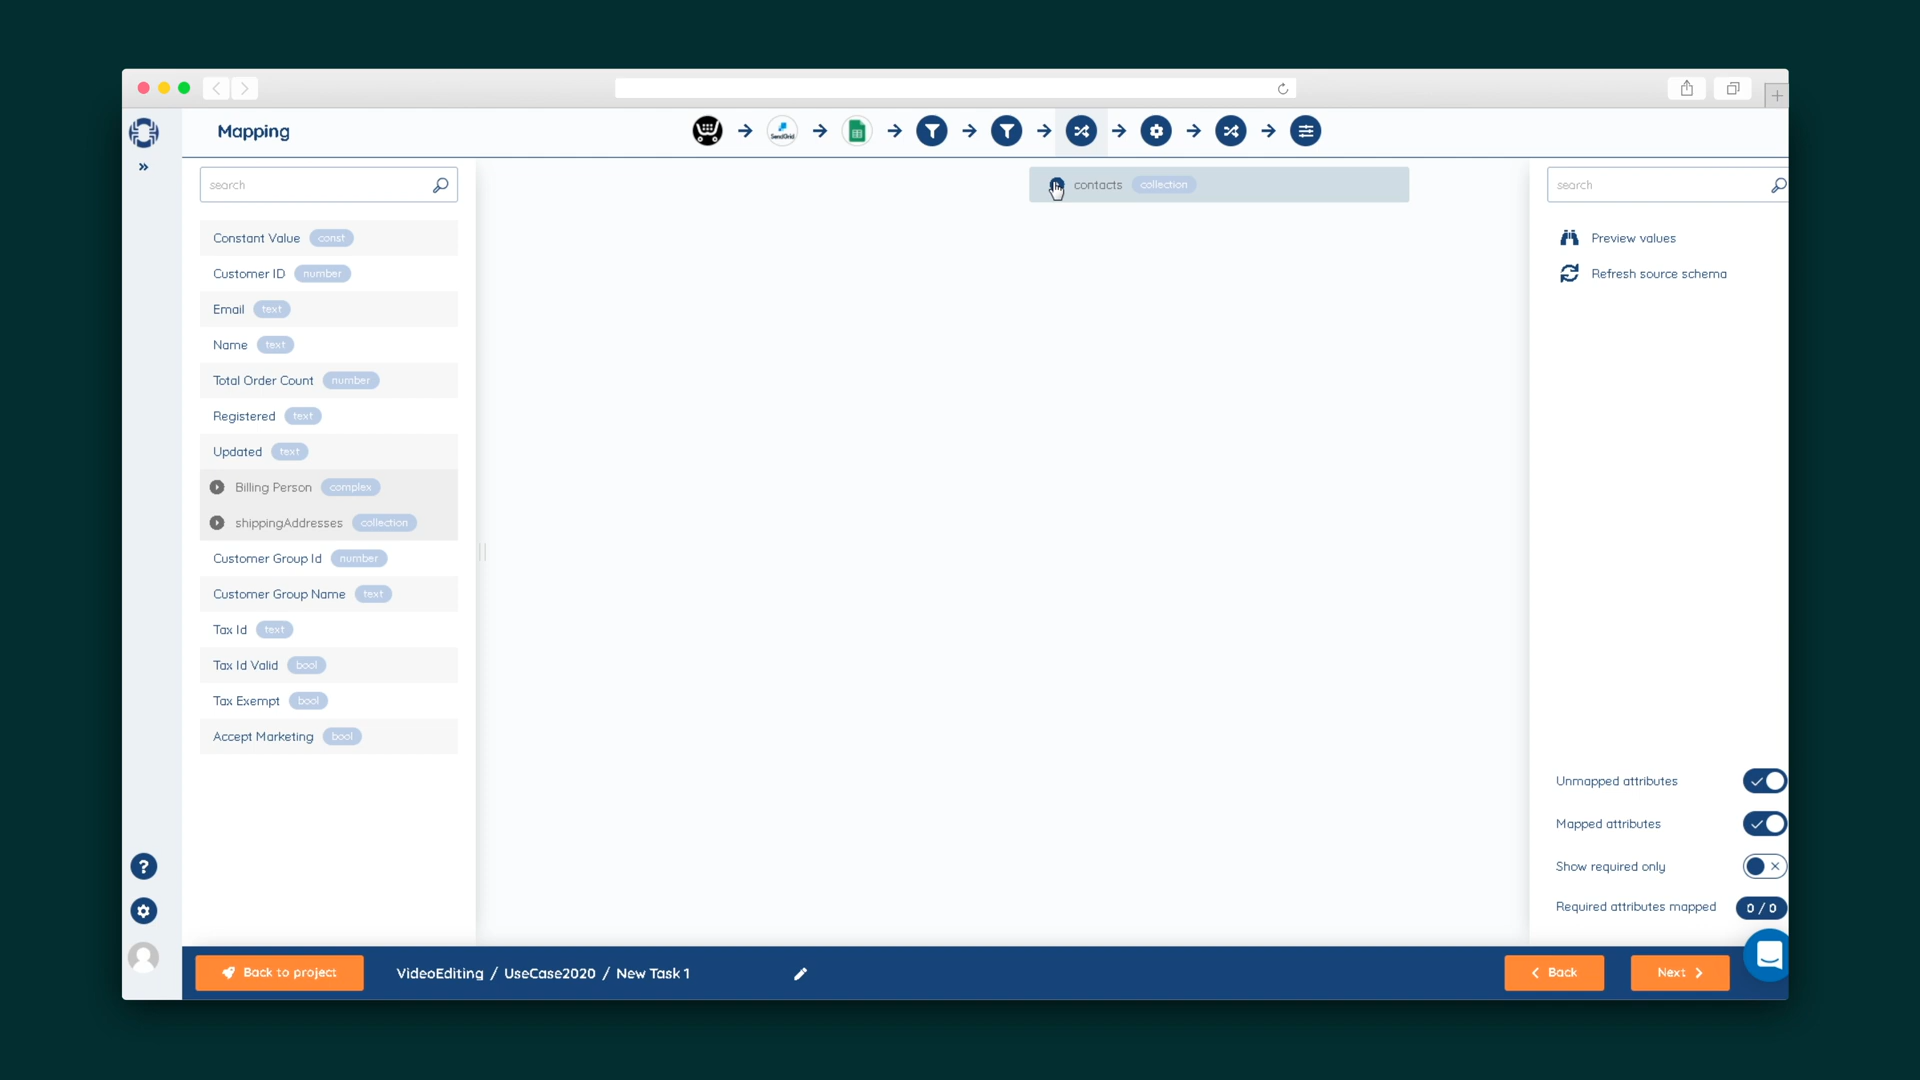 Mapping
SendGrid
search
contacts collection
search
Constant Value const
Customer ID number
Email text
Name text
Total Order Count number
Registered text
Updated text
Billing Person complex
shippingAddresses collection
Customer Group Id number
Customer Group Name text
Tax Id text
Tax Id Valid bool
Tax Exempt bool
Accept Marketing bool
Preview values
Refresh source schema
Unmapped attributes
Mapped attributes
Show required only
Required attributes mapped 0 / 0
Back to project
VideoEditing / UseCase2020 / New Task 1
Back
Next